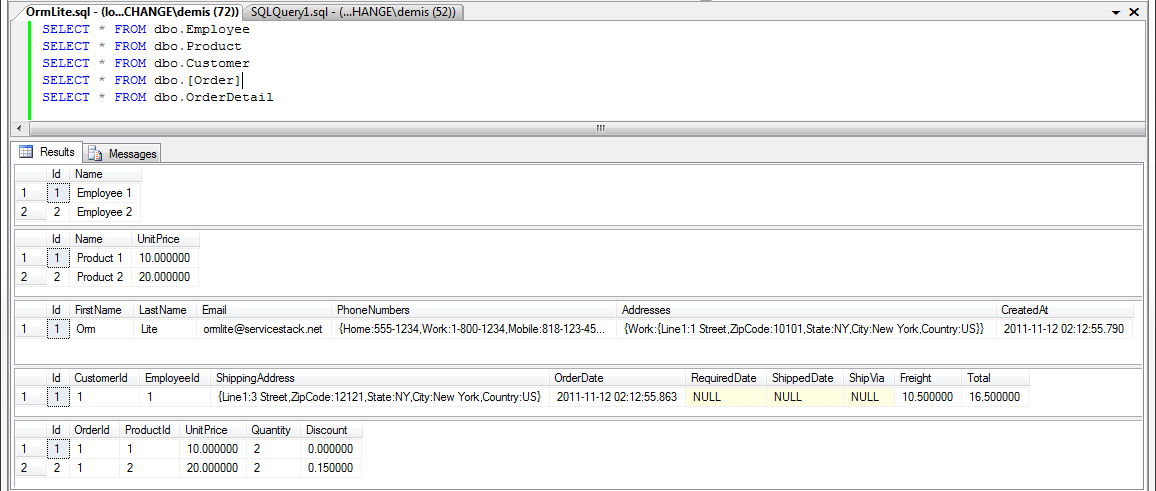 OrmLite.sql - (lo...CHANGE\demis (72)) SQLQuery1.sql - (...HANGE\demis (52))
SELECT * FROM dbo.Employee
SELECT * FROM dbo.Product
SELECT * FROM dbo.Customer
SELECT * FROM dbo.[Order]
SELECT * FROM dbo.OrderDetail
Results Messages
Id Name
1 1 Employee 1
2 2 Employee 2
Id Name UnitPrice
1 1 Product 1 10.000000
2 2 Product 2 20.000000
Id FirstName LastName Email PhoneNumbers Addresses CreatedAt
1 1 Orm Lite ormlite@servicestack.net {Home:555-1234,Work:1-800-1234,Mobile:818-123-45... {Work:{Line1:1 Street,ZipCode:10101,State:NY,City:New York,Country:US}} 2011-11-12 02:12:55.790
Id CustomerId EmployeeId ShippingAddress OrderDate RequiredDate ShippedDate ShipVia Freight Total
1 1 1 1 {Line1:3 Street,ZipCode:12121,State:NY,City:New York,Country:US} 2011-11-12 02:12:55.863 NULL NULL NULL 10.500000 16.500000
Id OrderId ProductId UnitPrice Quantity Discount
1 1 1 1 10.000000 2 0.000000
2 2 1 2 20.000000 2 0.150000